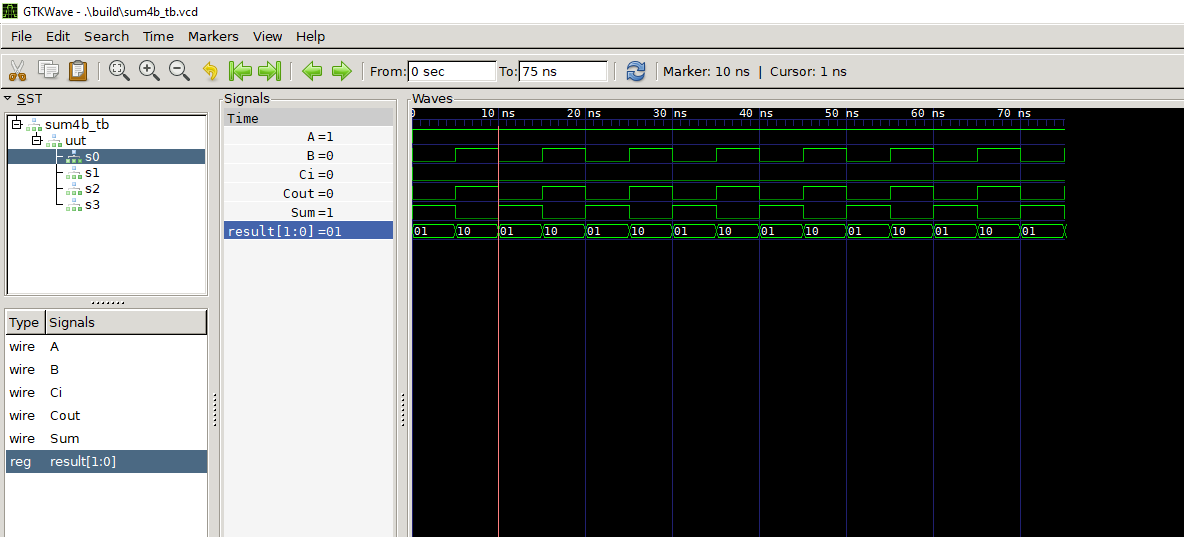 GTKWave - .\build\sum4b_tb.vcd
File Edit Search Time Markers View Help
From: 0 sec To: 75 ns Marker: 10 ns | Cursor: 1 ns
SST
sum4b_tb
uut
s0
s1
s2
s3
Type Signals
wire A
wire B
wire Ci
wire Cout
wire Sum
reg result[1:0]
Signals
Time
A=1
B=0
Ci=0
Cout=0
Sum=1
result[1:0]=01
Waves
0 10 ns 20 ns 30 ns 40 ns 50 ns 60 ns 70 ns
01 10 01 10 01 10 01 10 01 10 01 10 01 10 01